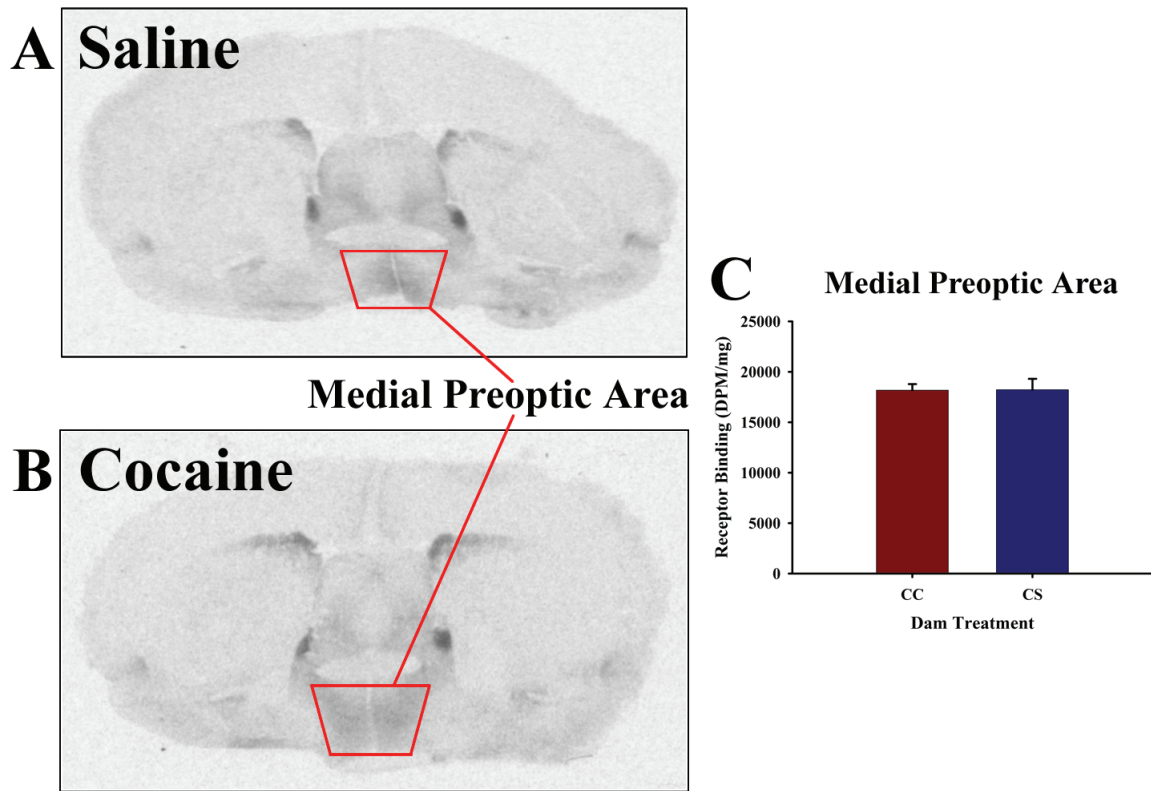 A
Saline
Medial Preoptic Area
B
Cocaine
C
Medial Preoptic Area
Receptor Binding (DPM/mg)
25000
20000
15000
10000
5000
0
CC
CS
Dam Treatment